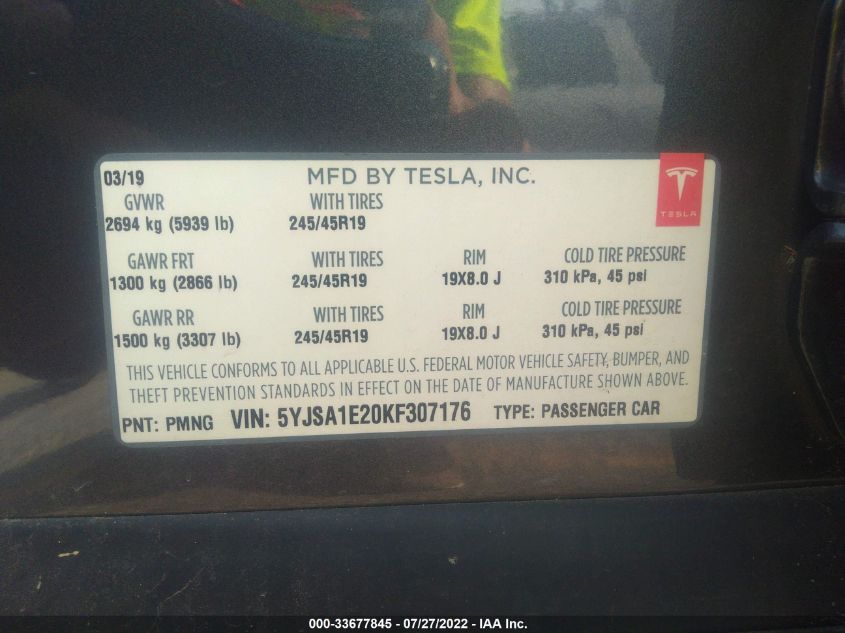 03/19 MFD BY TESLA, INC.
TESLA
GVWR WITH TIRES
2694 kg (5939 lb) 245/45R19
GAWR FRT WITH TIRES RIM COLD TIRE PRESSURE
1300 kg (2866 lb) 245/45R19 19X8.0 J 310 kPa, 45 psi
GAWR RR WITH TIRES RIM COLD TIRE PRESSURE
1500 kg (3307 lb) 245/45R19 19X8.0 J 310 kPa, 45 psi
THIS VEHICLE CONFORMS TO ALL APPLICABLE U.S. FEDERAL MOTOR VEHICLE SAFETY, BUMPER, AND
THEFT PREVENTION STANDARDS IN EFFECT ON THE DATE OF MANUFACTURE SHOWN ABOVE.
PNT: PMNG VIN: 5YJSA1E20KF307176 TYPE: PASSENGER CAR
000-33677845 - 07/27/2022 - IAA Inc.